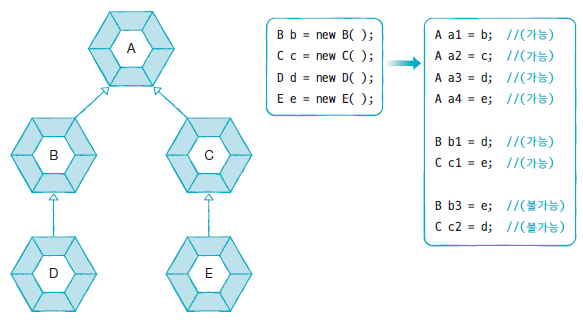 A
B
C
D
E
B b = new B( );
C c = new C( );
D d = new D( );
E e = new E( );
A a1 = b; //(가능)
A a2 = c; //(가능)
A a3 = d; //(가능)
A a4 = e; //(가능)
B b1 = d; //(가능)
C c1 = e; //(가능)
B b3 = e; //(불가능)
C c2 = d; //(불가능)